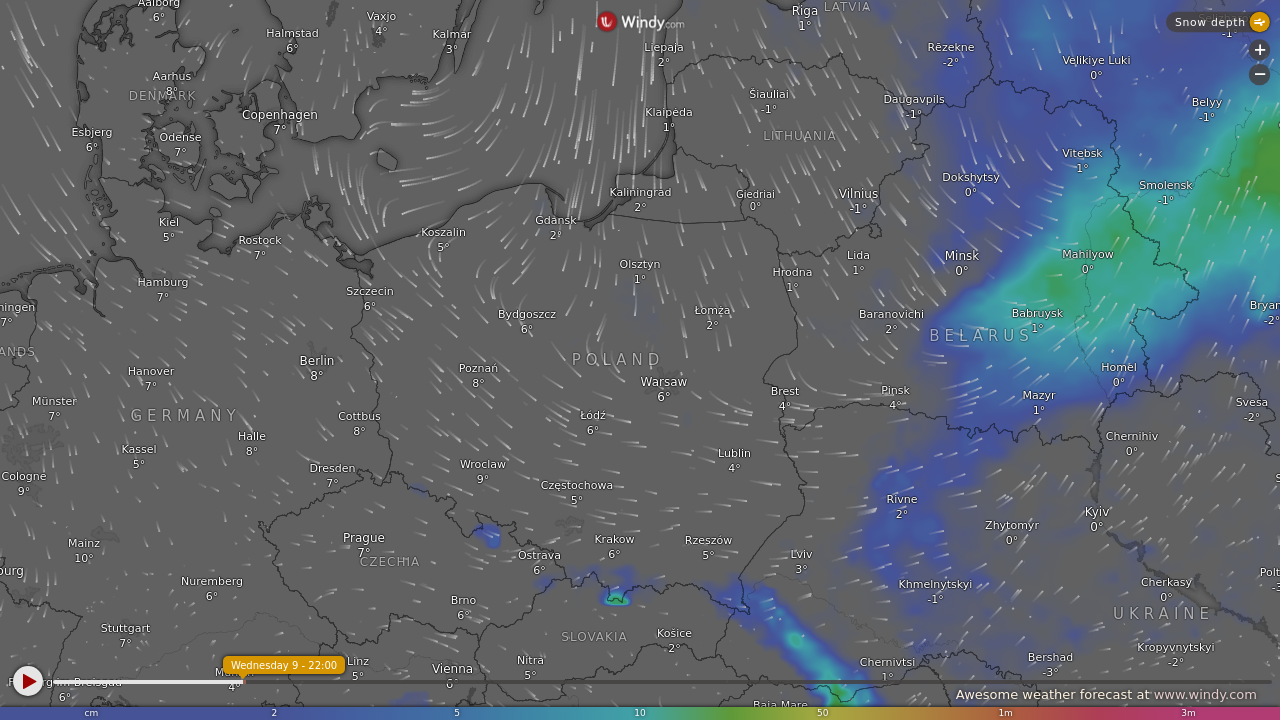 Aalborg
6°
Vaxjo
4°
Halmstad
6°
Kalmar
3°
Windy.com
Liepaja
2°
Riga
1°
LATVIA
Rēzekne
-2°
Velikiye Luki
0°
Snow depth
-1°
+
−
Aarhus
8°
DENMARK
Copenhagen
7°
Esbjerg
6°
Odense
7°
Klaipėda
1°
Šiauliai
-1°
LITHUANIA
Daugavpils
-1°
Belyy
-1°
Vitebsk
1°
Dokshytsy
0°
Smolensk
-1°
Kaliningrad
2°
Giedriai
0°
Vilnius
-1°
Kiel
5°
Rostock
7°
Koszalin
5°
Gdansk
2°
Olsztyn
1°
Hrodna
1°
Lida
1°
Minsk
0°
Mahilyow
0°
Hamburg
7°
Szczecin
6°
ningen
7°
Bydgoszcz
6°
Łomża
2°
Baranovichi
2°
Babruysk
1°
Bryan
-2°
BELARUS
ANDS
Berlin
8°
POLAND
Hanover
7°
Poznań
8°
Warsaw
6°
Brest
4°
Pinsk
4°
Homel
0°
Mazyr
1°
Svesa
-2°
Münster
7°
GERMANY
Cottbus
8°
Łódź
6°
Halle
8°
Kassel
5°
Chernihiv
0°
Lublin
4°
Cologne
9°
Dresden
7°
Wroclaw
9°
Częstochowa
5°
Rivne
2°
Kyiv
0°
Zhytomyr
0°
Mainz
10°
Prague
7°
CZECHIA
Ostrava
6°
Krakow
6°
Rzeszow
5°
Lviv
3°
burg
Nuremberg
6°
Khmelnytskyi
-1°
Cherkasy
0°
Polt
Brno
6°
UKRAINE
Stuttgart
7°
SLOVAKIA
Košice
2°
Kropyvnytskyi
-2°
Wednesday 9 - 22:00
Linz
5°
Vienna
6°
Nitra
5°
Chernivtsi
1°
Bershad
-3°
4°
6°
Awesome weather forecast at www.windy.com
Baia Mare
cm 2 5 10 50 1m 3m